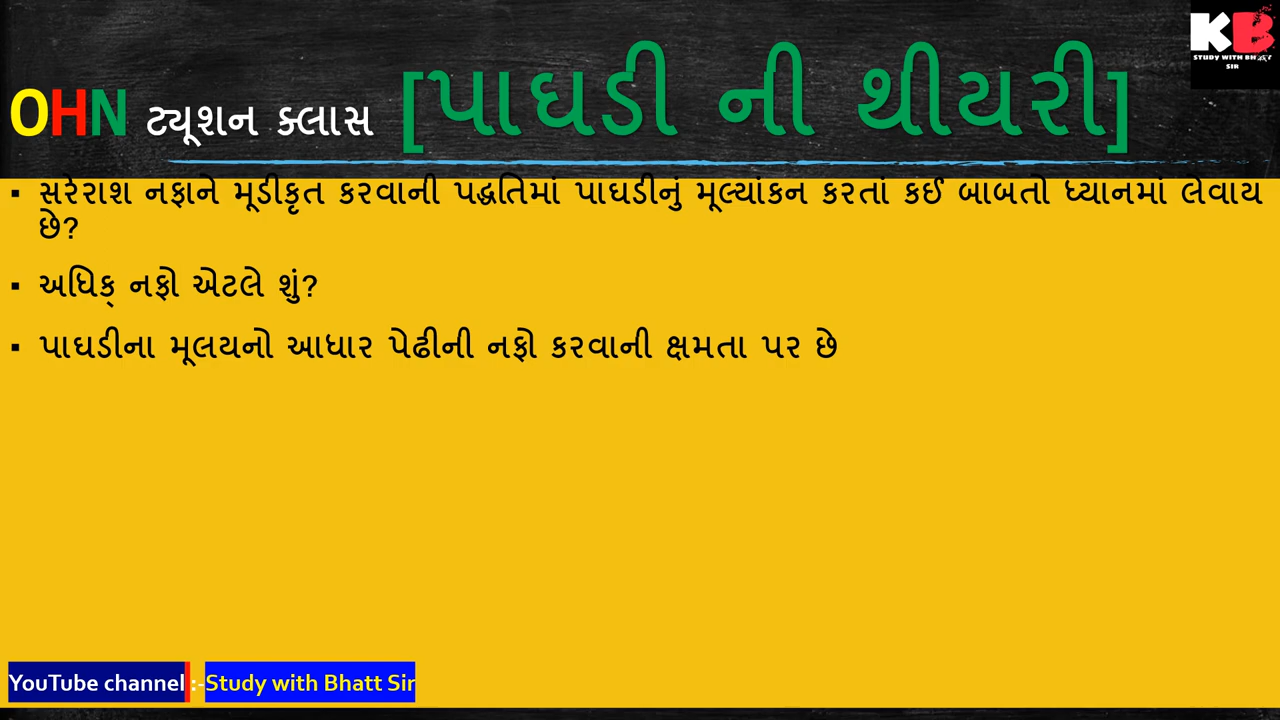 KB
STUDY WITH BHATT
SIR
OHN ટ્યૂશન ક્લાસ [પાઘડી ની થીયરી]
▪ સરેરાશ નફાને મૂડીકૃત કરવાની પદ્ધતિમાં પાઘડીનું મૂલ્યાંકન કરતાં કઈ બાબતો ધ્યાનમાં લેવાય
છે?
▪ અધિક્ નફો એટલે શું?
▪ પાઘડીના મૂલયનો આધાર પેઢીની નફો કરવાની ક્ષમતા પર છે
YouTube channel :-Study with Bhatt Sir